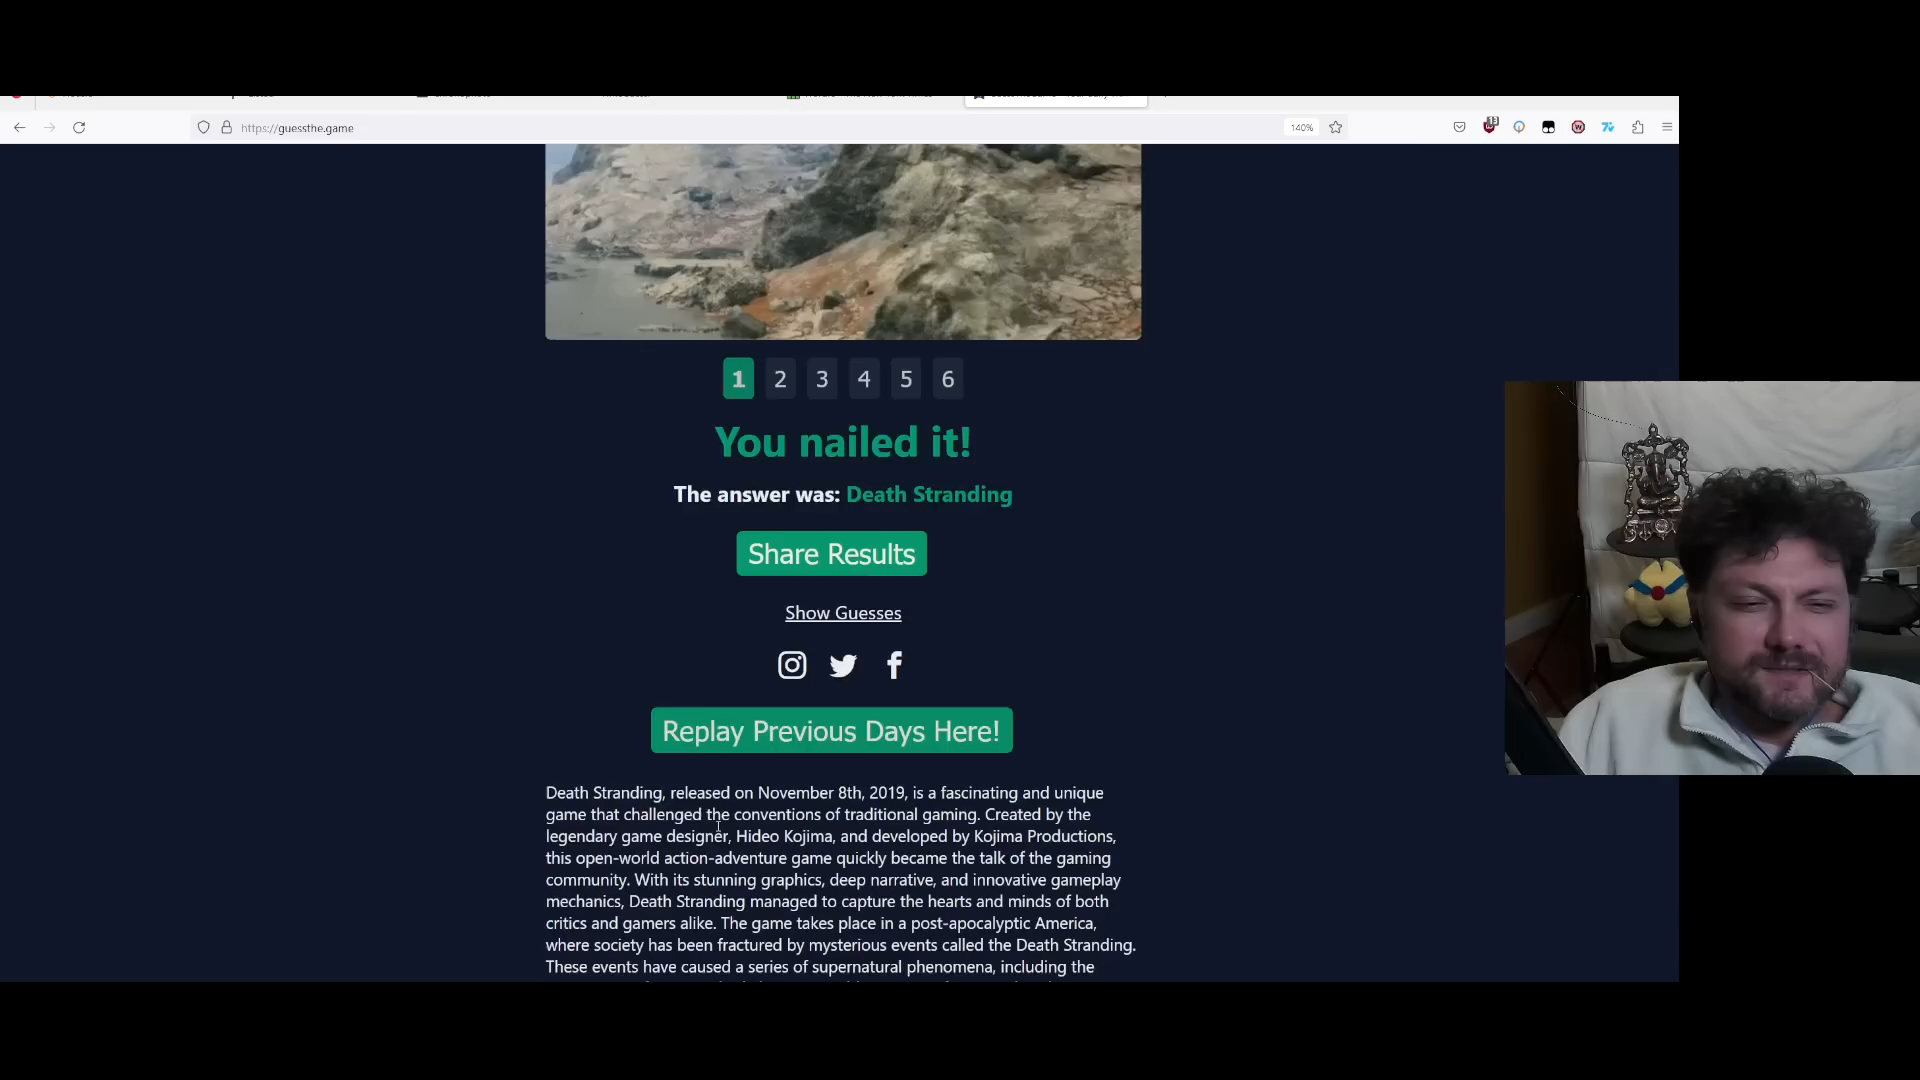 https://guessthe.game
140%
13
1 2 3 4 5 6
You nailed it!
The answer was: Death Stranding
Share Results
Show Guesses
Replay Previous Days Here!
Death Stranding, released on November 8th, 2019, is a fascinating and unique
game that challenged the conventions of traditional gaming. Created by the
legendary game designer, Hideo Kojima, and developed by Kojima Productions,
this open-world action-adventure game quickly became the talk of the gaming
community. With its stunning graphics, deep narrative, and innovative gameplay
mechanics, Death Stranding managed to capture the hearts and minds of both
critics and gamers alike. The game takes place in a post-apocalyptic America,
where society has been fractured by mysterious events called the Death Stranding.
These events have caused a series of supernatural phenomena, including the